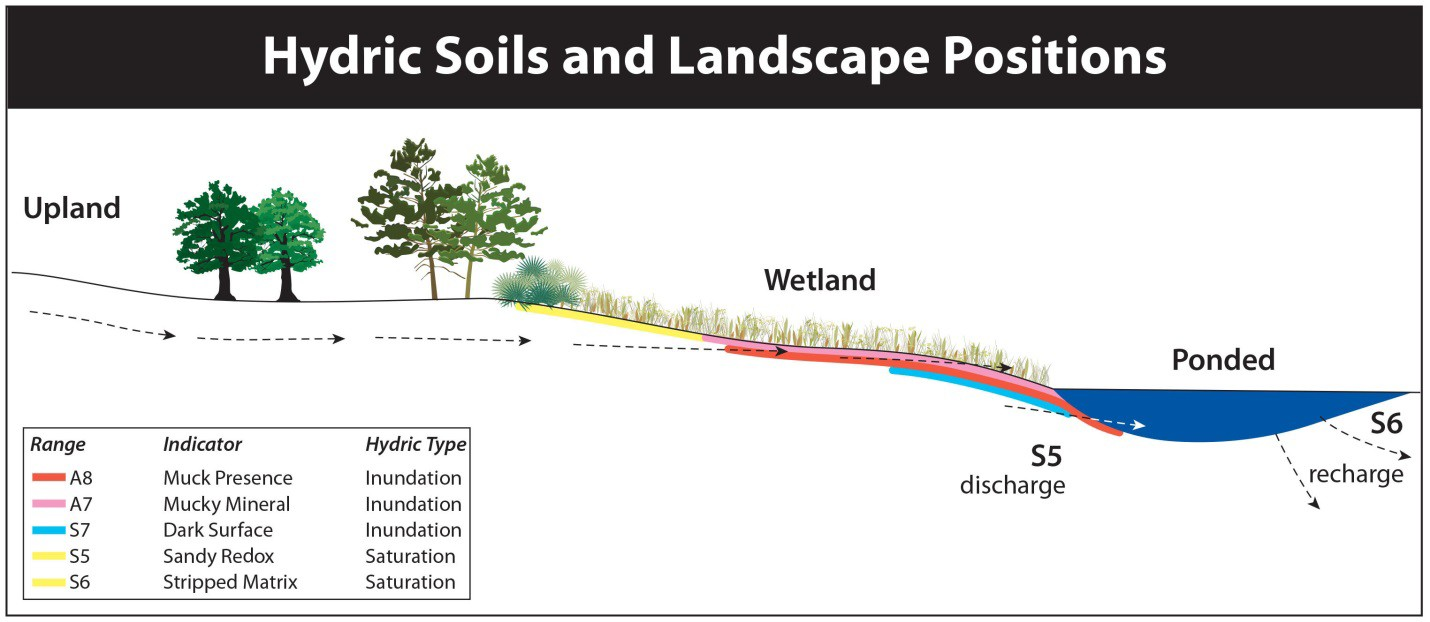 Hydric Soils and Landscape Positions
Upland
Wetland
Ponded
S5
discharge
S6
recharge
Range Indicator Hydric Type
A8 Muck Presence Inundation
A7 Mucky Mineral Inundation
S7 Dark Surface Inundation
S5 Sandy Redox Saturation
S6 Stripped Matrix Saturation